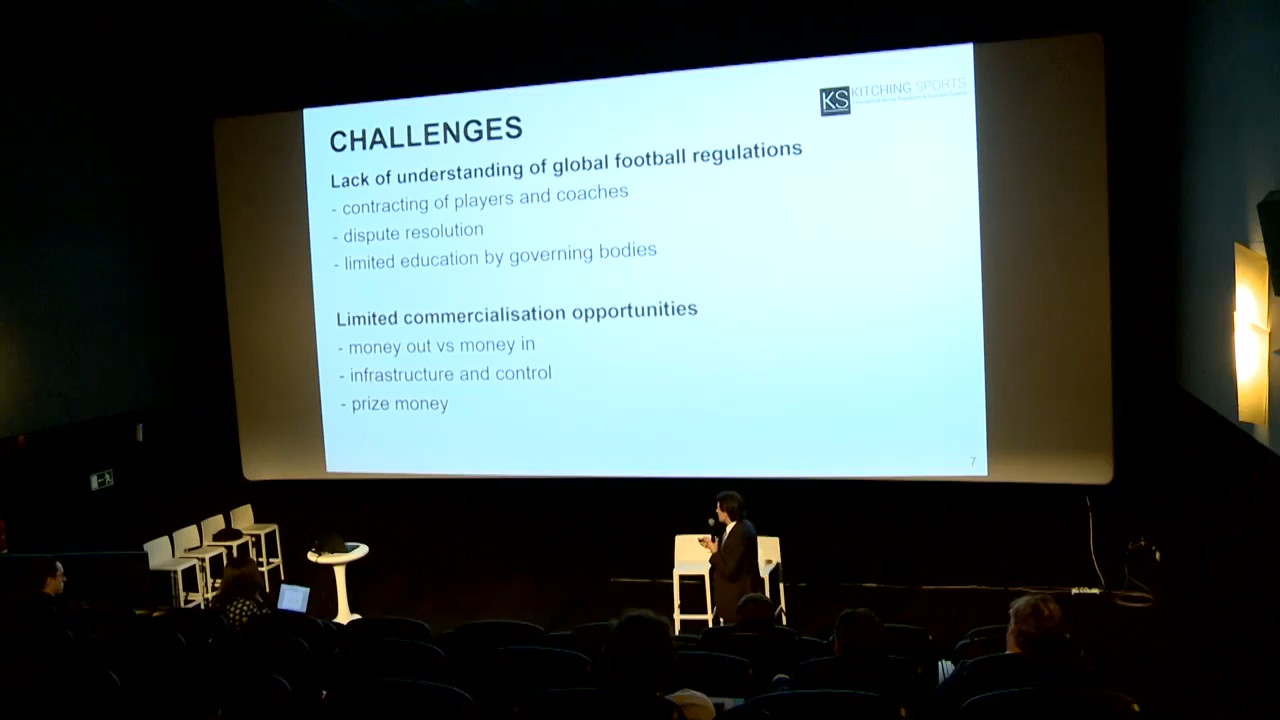 KS KITCHING SPORTS
CHALLENGES
Lack of understanding of global football regulations
- contracting of players and coaches
- dispute resolution
- limited education by governing bodies
Limited commercialisation opportunities
- money out vs money in
- infrastructure and control
- prize money
7